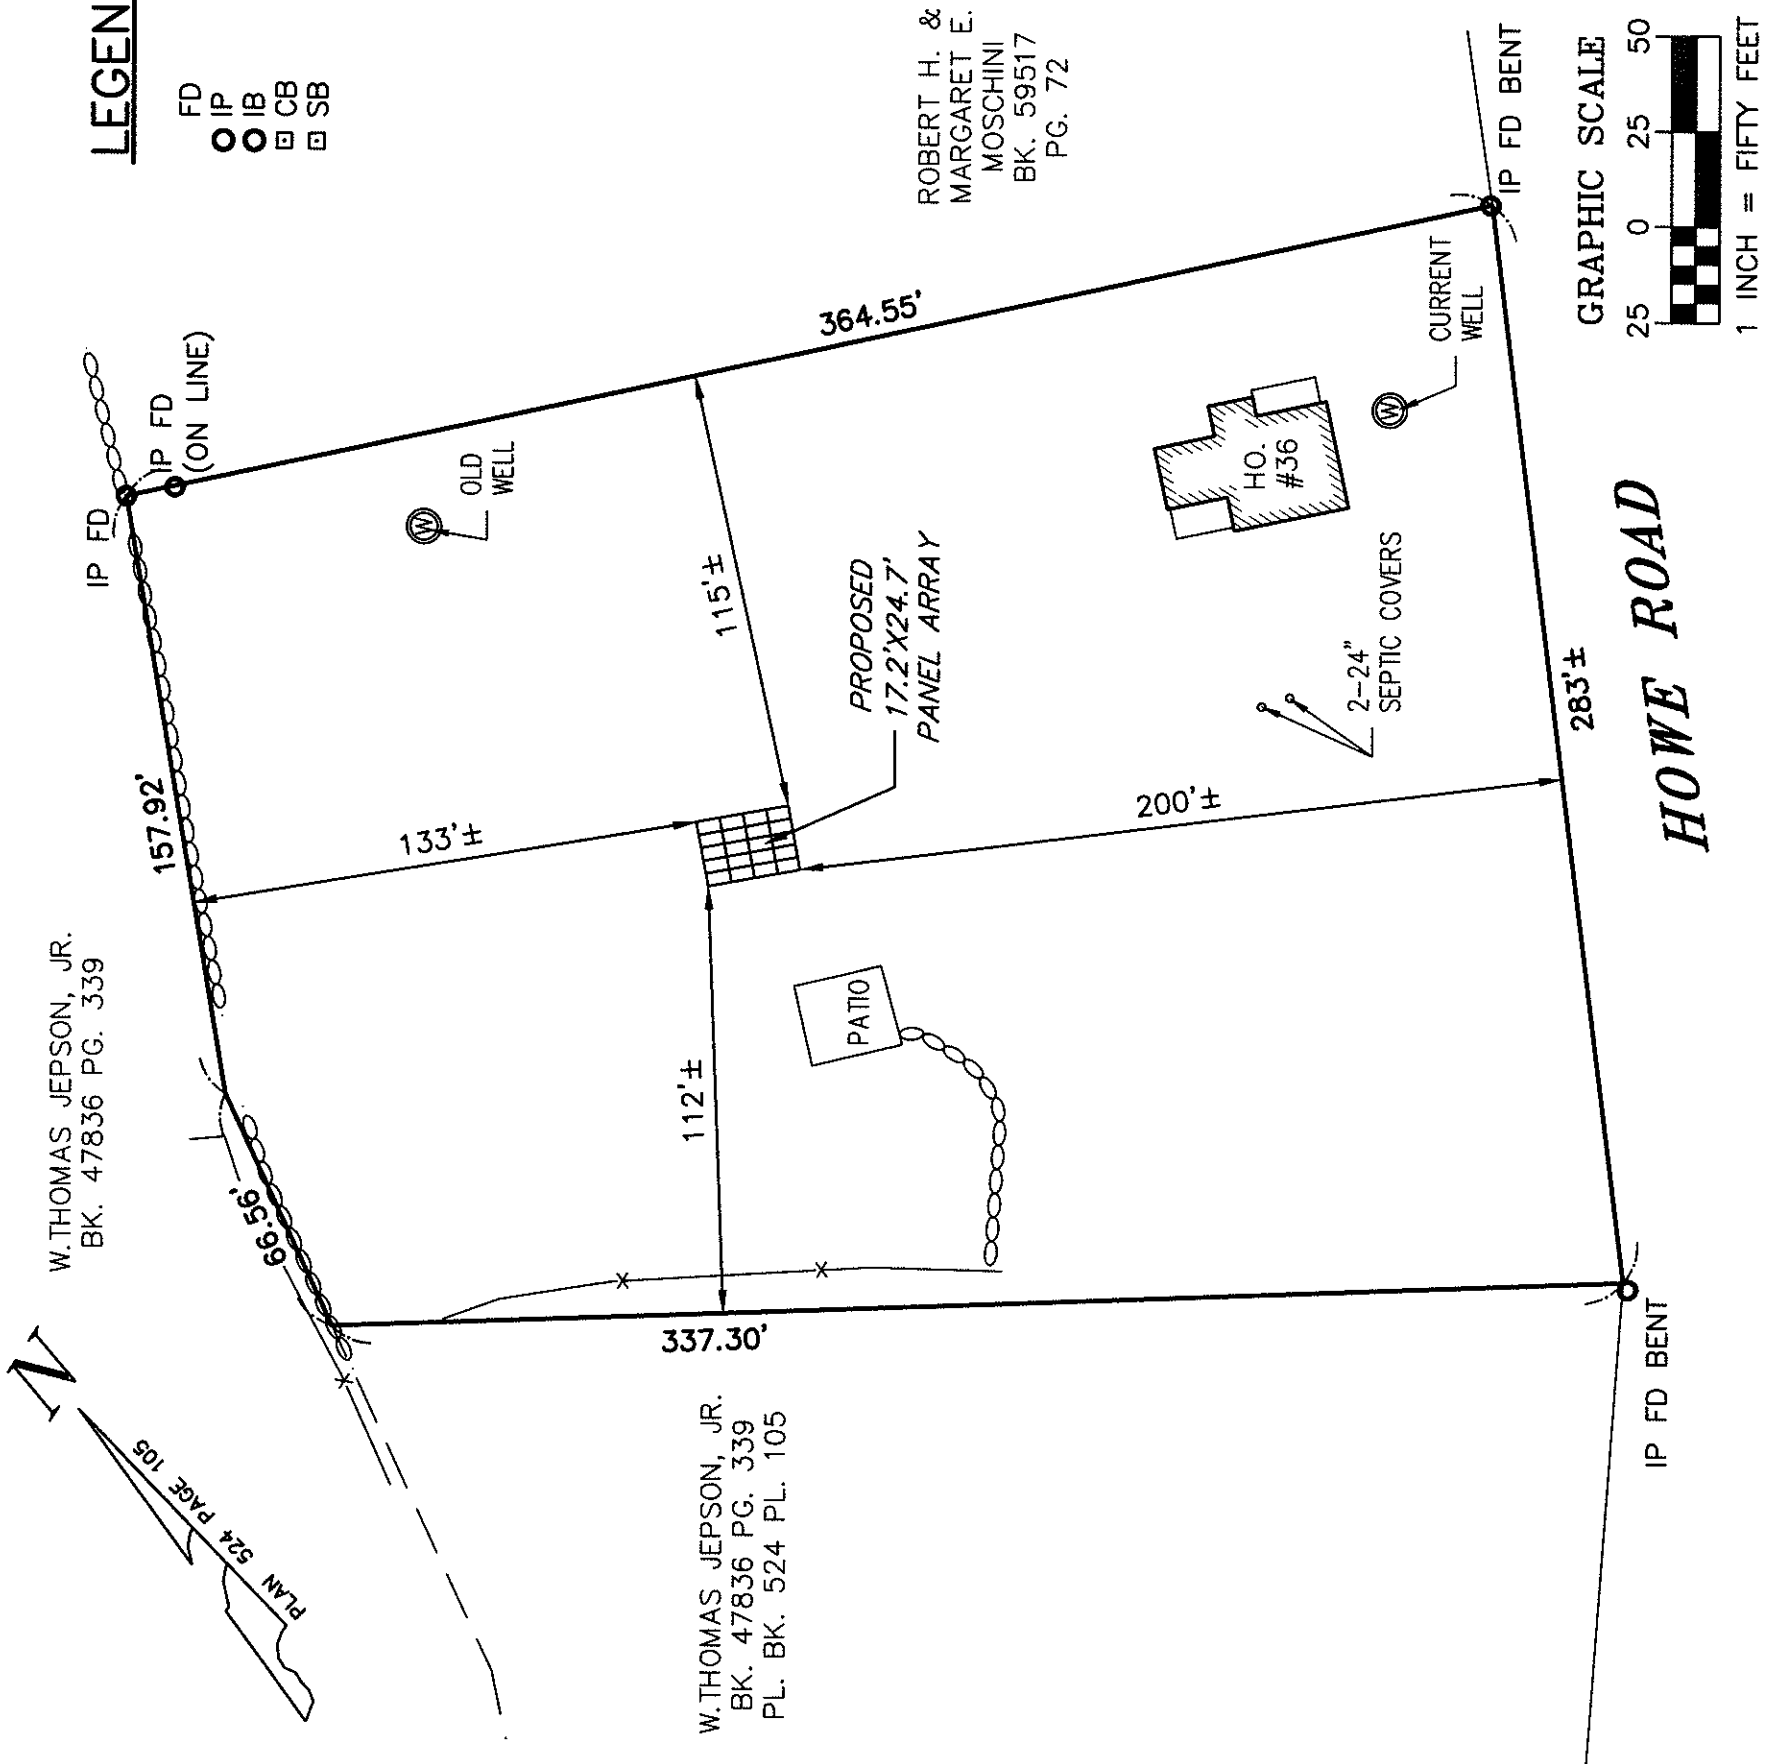 LEGEN
FD
IP
IB
CB
SB
ROBERT H. &
MARGARET E.
MOSCHINI
BK. 59517
PG. 72
IP FD
IP FD
(ON LINE)
W.THOMAS JEPSON, JR.
BK. 47836 PG. 339
157.92'
66.56'
N
PLAN 524 PAGE 105
364.55'
W
OLD
WELL
115'±
133'±
PROPOSED
17.2'X24.7'
PANEL ARRAY
112'±
PATIO
200'±
HO.
#36
W
CURRENT
WELL
2-24"
SEPTIC COVERS
337.30'
W.THOMAS JEPSON, JR.
BK. 47836 PG. 339
PL. BK. 524 PL. 105
283'±
IP FD BENT
IP FD BENT
HOWE ROAD
GRAPHIC SCALE
25 0 25 50
1 INCH = FIFTY FEET